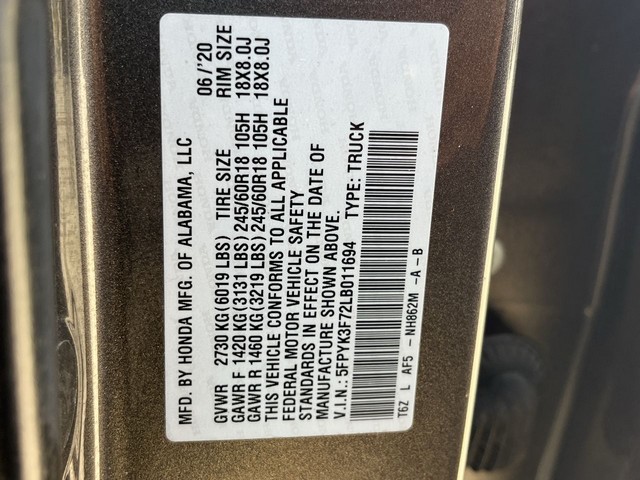 MFD. BY HONDA MFG. OF ALABAMA, LLC 06/'20
GVWR 2730 KG (6019 LBS) TIRE SIZE RIM SIZE
GAWR F 1420 KG (3131 LBS) 245/60R18 105H 18X8.0J
GAWR R 1460 KG (3219 LBS) 245/60R18 105H 18X8.0J
THIS VEHICLE CONFORMS TO ALL APPLICABLE
FEDERAL MOTOR VEHICLE SAFETY
STANDARDS IN EFFECT ON THE DATE OF
MANUFACTURE SHOWN ABOVE.
V.I.N.: 5FPYK3F72LB011694 TYPE: TRUCK
T6Z L AF5 - NH862M -A-B